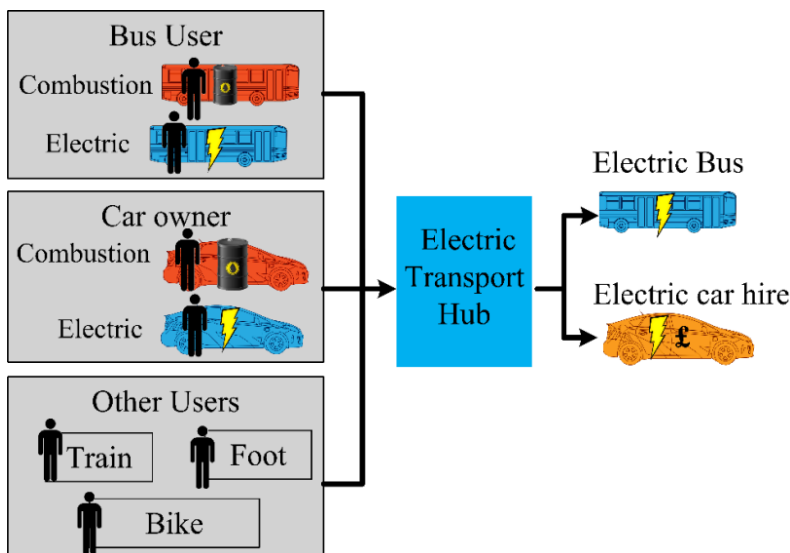 Bus User
Combustion
Electric
Car owner
Combustion
Electric
Other Users
Train
Foot
Bike
Electric
Transport
Hub
Electric Bus
Electric car hire
£